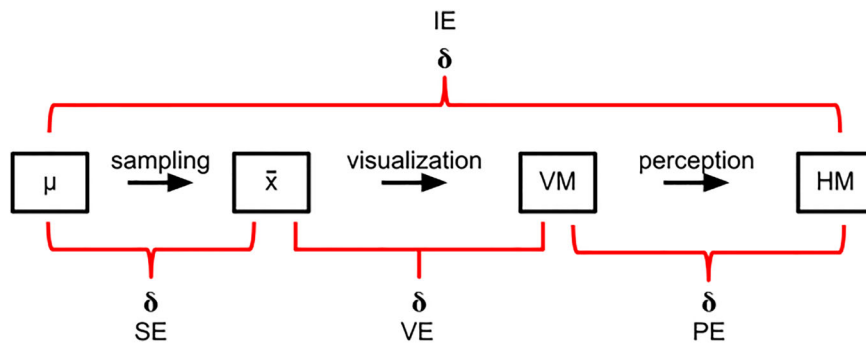 IE
δ
sampling visualization perception
μ x̄ VM HM
δ δ δ
SE VE PE